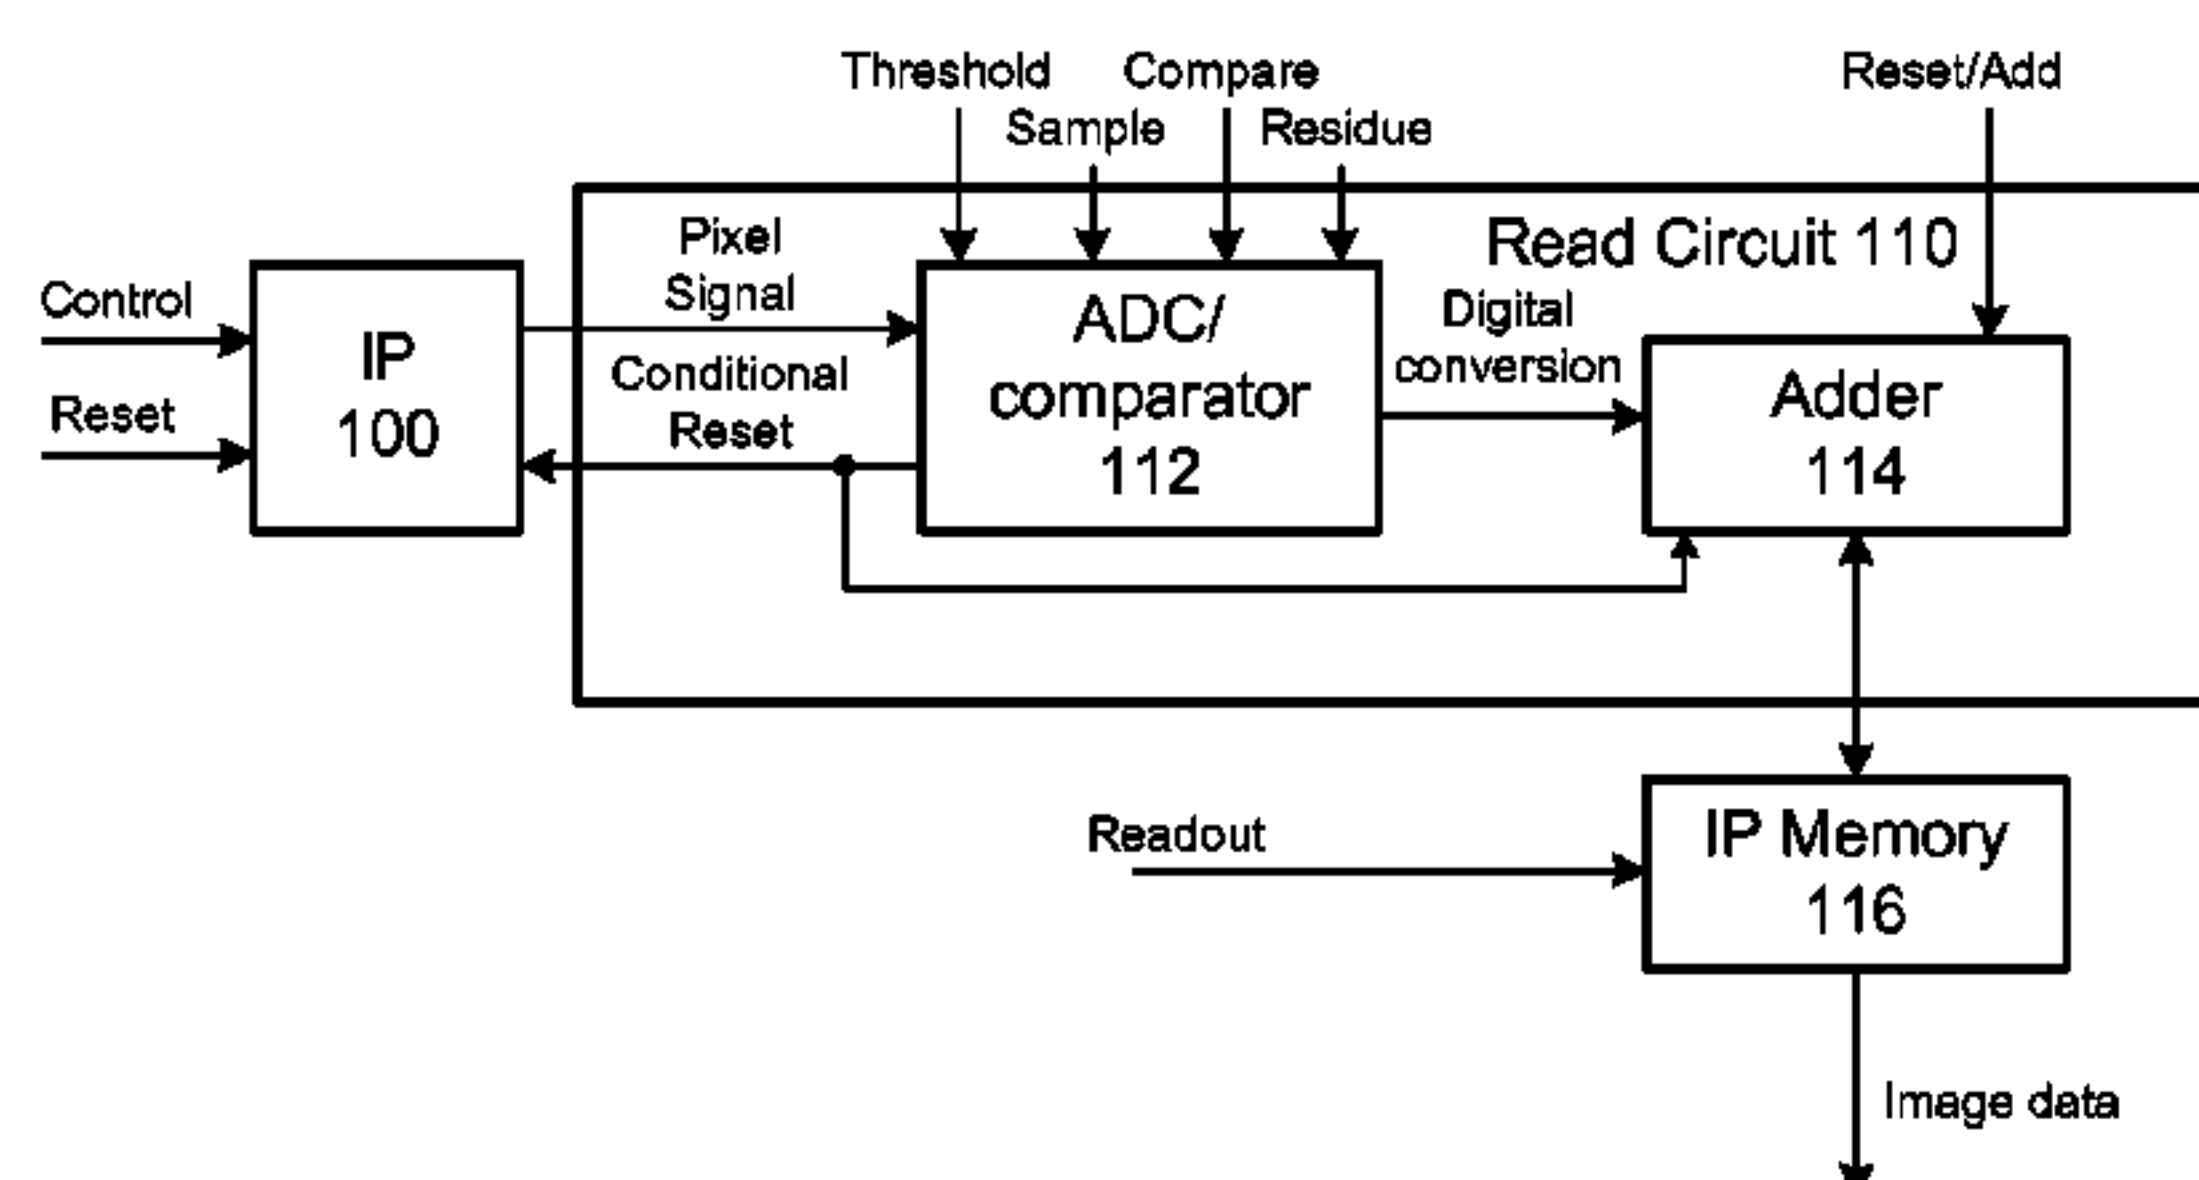 Threshold
Compare
Reset/Add
Sample
Residue
Read Circuit 110
Pixel
Signal
Control
Reset
IP
100
Conditional
Reset
ADC/
comparator
112
Digital
conversion
Adder
114
Readout
IP Memory
116
Image data